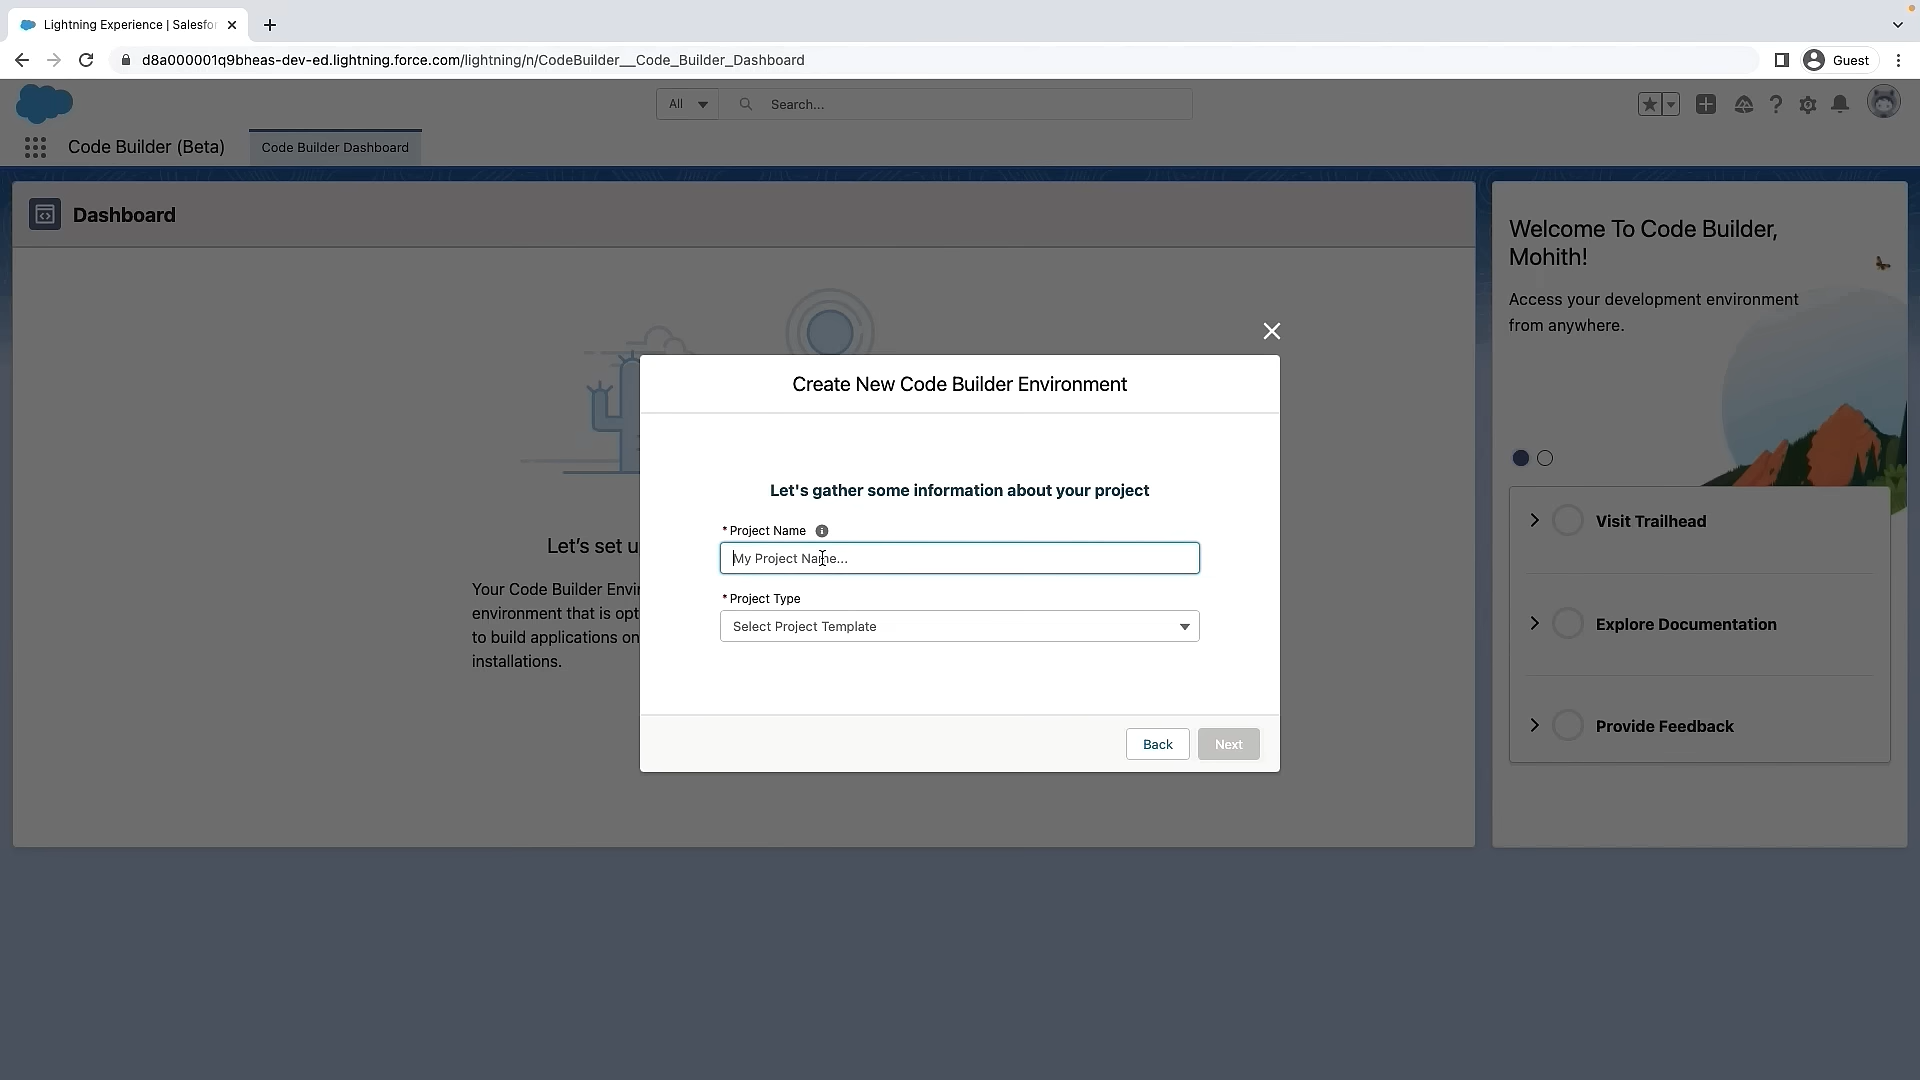 Lightning Experience | Salesfo
d8a000001q9bheas-dev-ed.lightning.force.com/lightning/n/CodeBuilder__Code_Builder_Dashboard
Guest
All
Search...
Code Builder (Beta)
Code Builder Dashboard
Dashboard
Welcome To Code Builder,
Mohith!
Access your development environment
from anywhere.
Let's set u
Your Code Builder Envi
environment that is opt
to build applications on
installations.
Create New Code Builder Environment
Let's gather some information about your project
* Project Name
My Project Name...
* Project Type
Select Project Template
Back
Next
Visit Trailhead
Explore Documentation
Provide Feedback